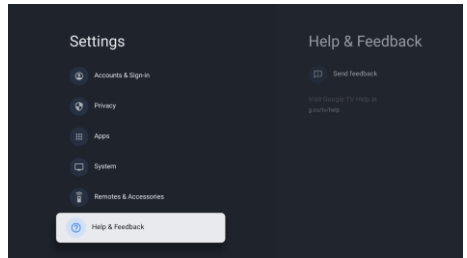 Settings
Accounts & Sign-in
Privacy
Apps
System
Remotes & Accessories
Help & Feedback
Help & Feedback
Send feedback
Visit Google TV Help at
g.co/tv/help